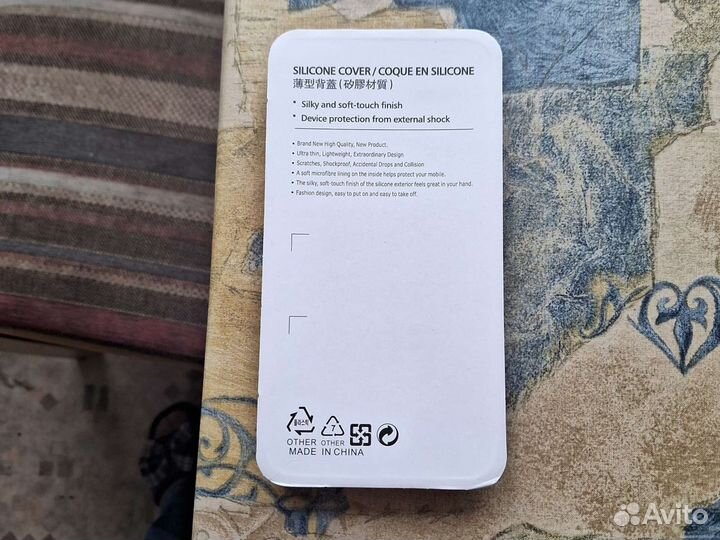 SILICONE COVER / COQUE EN SILICONE
薄型背蓋 ( 矽膠材質 )
• Silky and soft-touch finish
• Device protection from external shock
• Brand New High Quality, New Product.
• Ultra thin, Lightweight, Extraordinary Design
• Scratches, Shockproof, Accidental Drops and Collision
• A soft microfibre lining on the inside helps protect your mobile.
• The silky, soft-touch finish of the silicone exterior feels great in your hand.
• Fashion design, easy to put on and easy to take off.
플라스틱
7
OTHER OTHER
MADE IN CHINA
Avito